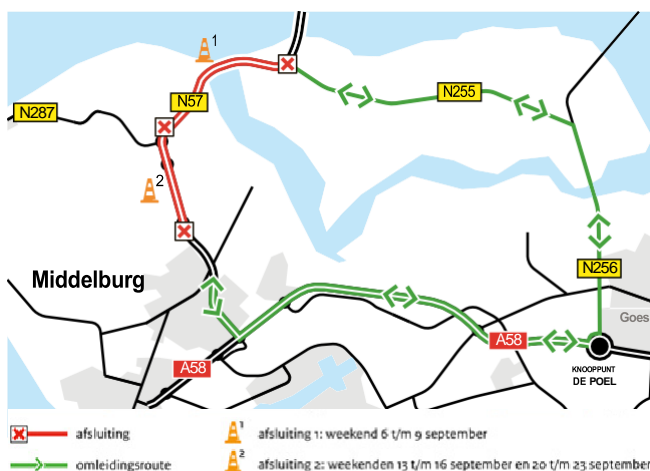 1
N57
N255
N287
2
N256
Middelburg
Goes
A58
A58
KNOOPPUNT
DE POEL
afsluiting
1
afsluiting 1: weekend 6 t/m 9 september
omleidingsroute
2
afsluiting 2: weekenden 13 t/m 16 september en 20 t/m 23 september